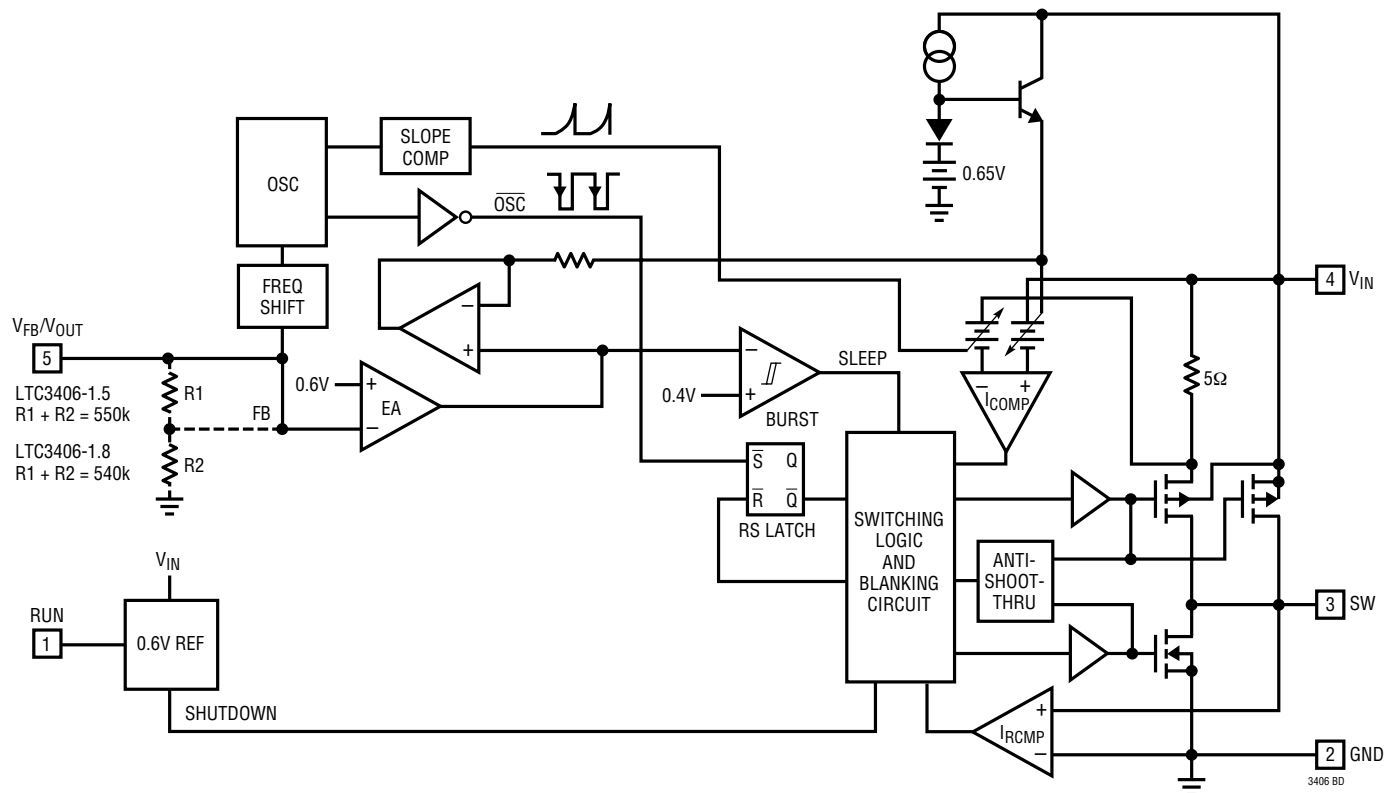 SLOPE
COMP
OSC
0.65V
OSC
FREQ
SHIFT
4 VIN
VFB/VOUT
5
–
+
SLEEP
–
+
5Ω
LTC3406-1.5
R1 + R2 = 550k
R1
0.6V
+
EA
–
0.4V
–
+
BURST
ICOMP
FB
LTC3406-1.8
R1 + R2 = 540k
R2
S Q
R Q
RS LATCH
SWITCHING
LOGIC
AND
BLANKING
CIRCUIT
ANTI-
SHOOT-
THRU
VIN
RUN
1
0.6V REF
3 SW
SHUTDOWN
+
IRCMP
–
2 GND
3406 BD